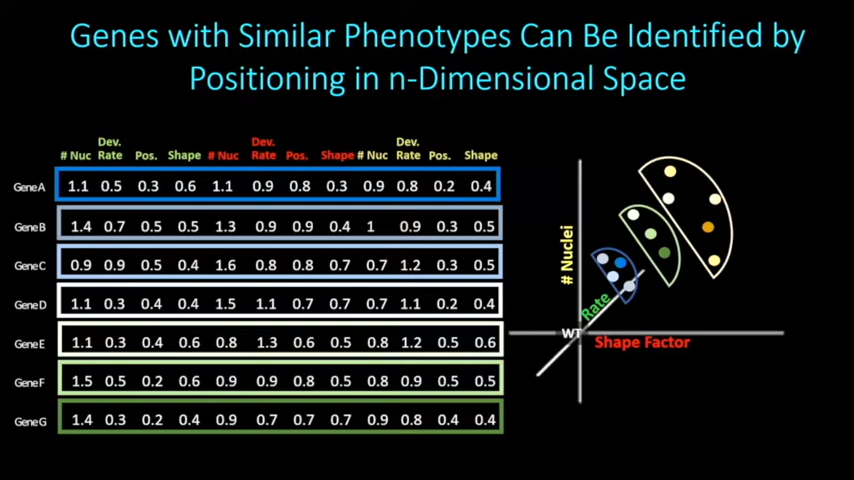 Genes with Similar Phenotypes Can Be Identified by
Positioning in n-Dimensional Space
# Nuc Dev. Rate Pos. Shape # Nuc Dev. Rate Pos. Shape # Nuc Dev. Rate Pos. Shape
GeneA 1.1 0.5 0.3 0.6 1.1 0.9 0.8 0.3 0.9 0.8 0.2 0.4
GeneB 1.4 0.7 0.5 0.5 1.3 0.9 0.9 0.4 1 0.9 0.3 0.5
GeneC 0.9 0.9 0.5 0.4 1.6 0.8 0.8 0.7 0.7 1.2 0.3 0.5
GeneD 1.1 0.3 0.4 0.4 1.5 1.1 0.7 0.7 0.7 1.1 0.2 0.4
GeneE 1.1 0.3 0.4 0.6 0.8 1.3 0.6 0.5 0.8 1.2 0.5 0.6
GeneF 1.5 0.5 0.2 0.6 0.9 0.9 0.8 0.5 0.8 0.9 0.5 0.5
GeneG 1.4 0.3 0.2 0.4 0.9 0.7 0.7 0.7 0.9 0.8 0.4 0.4
# Nuclei
Rate
WT
Shape Factor